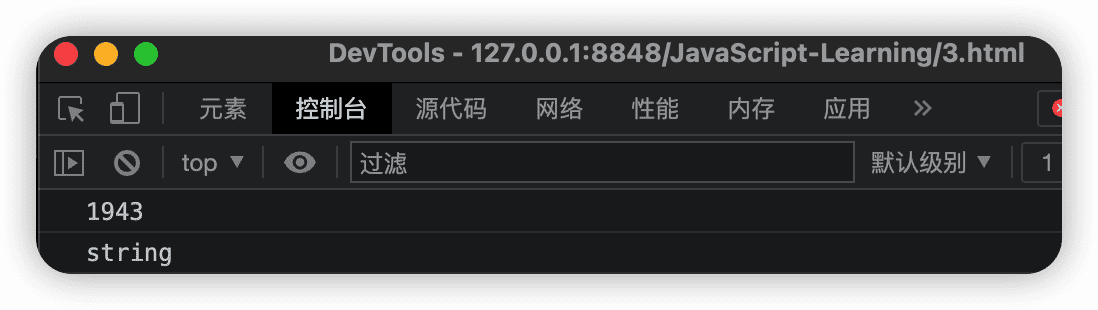 DevTools - 127.0.0.1:8848/JavaScript-Learning/3.html
元素 控制台 源代码 网络 性能 内存 应用 »
top ▼ 过滤 默认级别 ▼ 1
1943
string